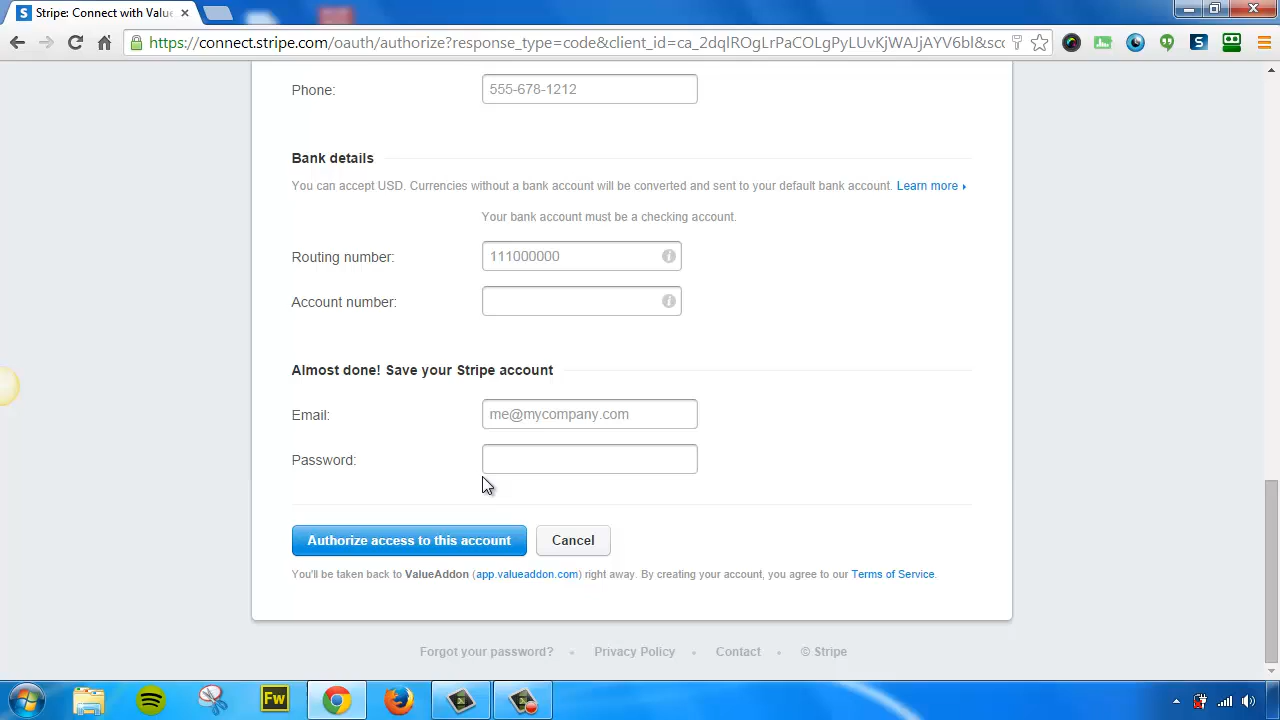 Stripe: Connect with Value
https://connect.stripe.com/oauth/authorize?response_type=code&client_id=ca_2dqlROgLrPaCOLgPyLUvKjWAJjAYV6bl&sc
Phone: 555-678-1212
Bank details
You can accept USD. Currencies without a bank account will be converted and sent to your default bank account. Learn more
Your bank account must be a checking account.
Routing number: 111000000
Account number:
Almost done! Save your Stripe account
Email: me@mycompany.com
Password:
Authorize access to this account Cancel
You'll be taken back to ValueAddon (app.valueaddon.com) right away. By creating your account, you agree to our Terms of Service.
Forgot your password? • Privacy Policy • Contact • © Stripe
Fw